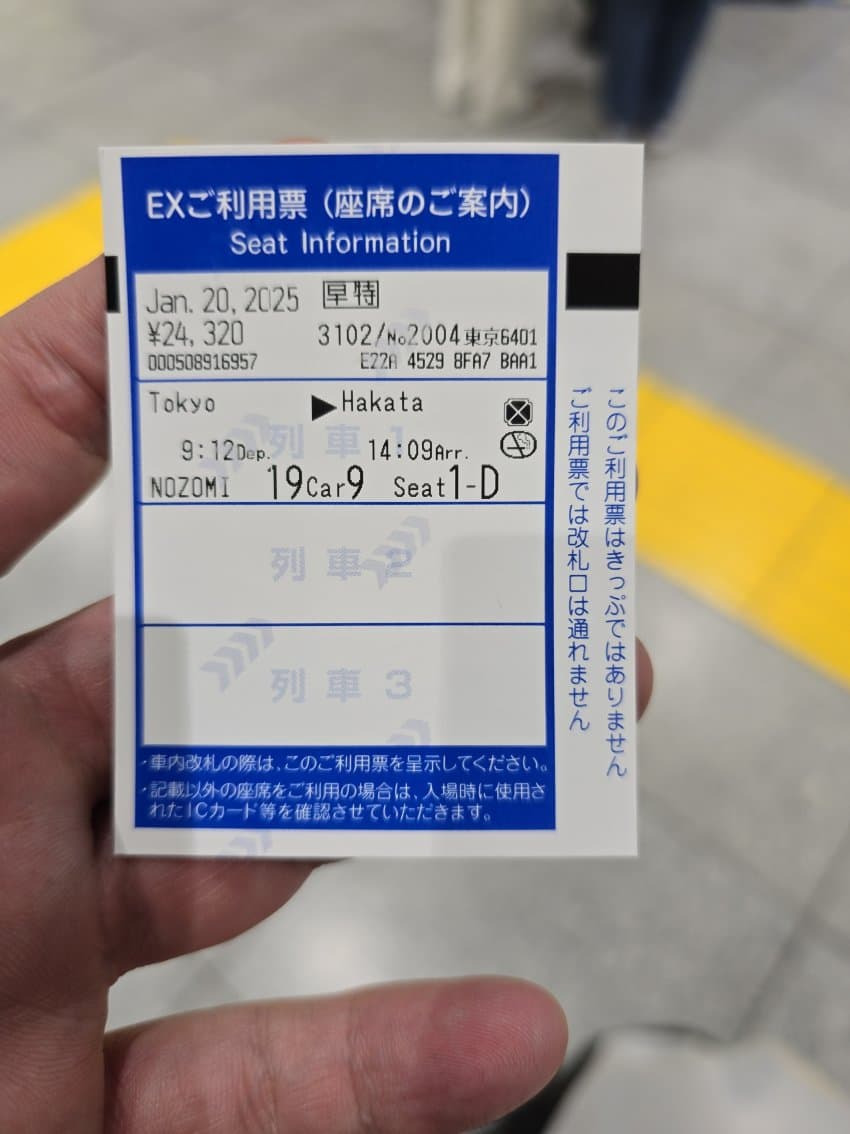 EXご利用票（座席のご案内）
Seat Information
Jan. 20, 2025 早特
¥24,320 3102/No2004東京6401
000508916957 E22A 4529 8FA7 BAA1
Tokyo ▶Hakata
列車1
9:12Dep. 14:09Arr.
NOZOMI 19Car9 Seat1-D
列車2
列車3
・車内改札の際は、このご利用票を呈示してください。
・記載以外の座席をご利用の場合は、入場時に使用さ
れたICカード等を確認させていただきます。
このご利用票はきっぷではありません
ご利用票では改札口は通れません